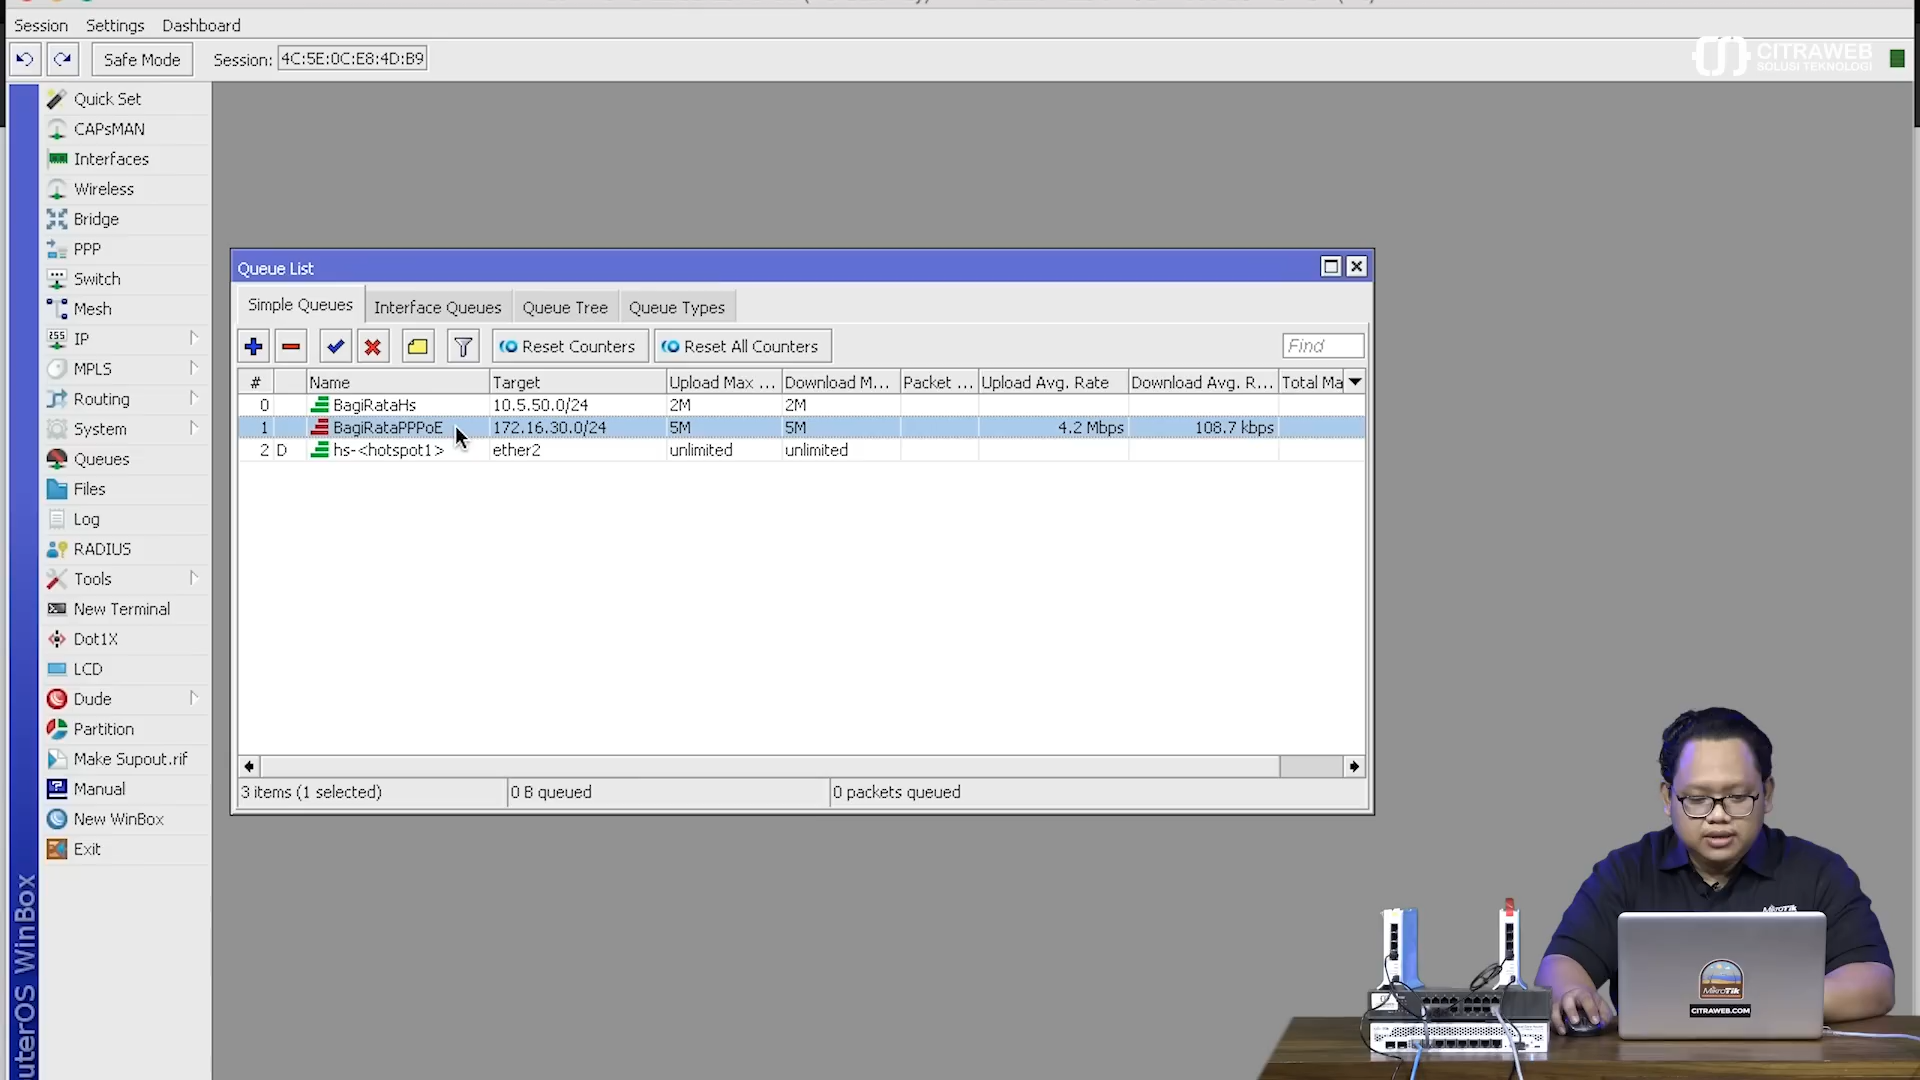 Session Settings Dashboard
Safe Mode Session: 4C:5E:0C:E8:4D:B9
CITRAWEB
SOLUSI TEKNOLOGI
Quick Set
CAPsMAN
Interfaces
Wireless
Bridge
PPP
Switch
Mesh
IP
MPLS
Routing
System
Queues
Files
Log
RADIUS
Tools
New Terminal
Dot1X
LCD
Dude
Partition
Make Supout.rif
Manual
New WinBox
Exit
uterOS WinBox
Queue List
Simple Queues Interface Queues Queue Tree Queue Types
Reset Counters Reset All Counters Find
# Name Target Upload Max ... Download M... Packet ... Upload Avg. Rate Download Avg. R... Total Ma
0 BagiRataHs 10.5.50.0/24 2M 2M
1 BagiRataPPPoE 172.16.30.0/24 5M 5M 4.2 Mbps 108.7 kbps
2 D hs-<hotspot1> ether2 unlimited unlimited
3 items (1 selected) 0 B queued 0 packets queued
MikroTik
MikroTik
CITRAWEB.COM